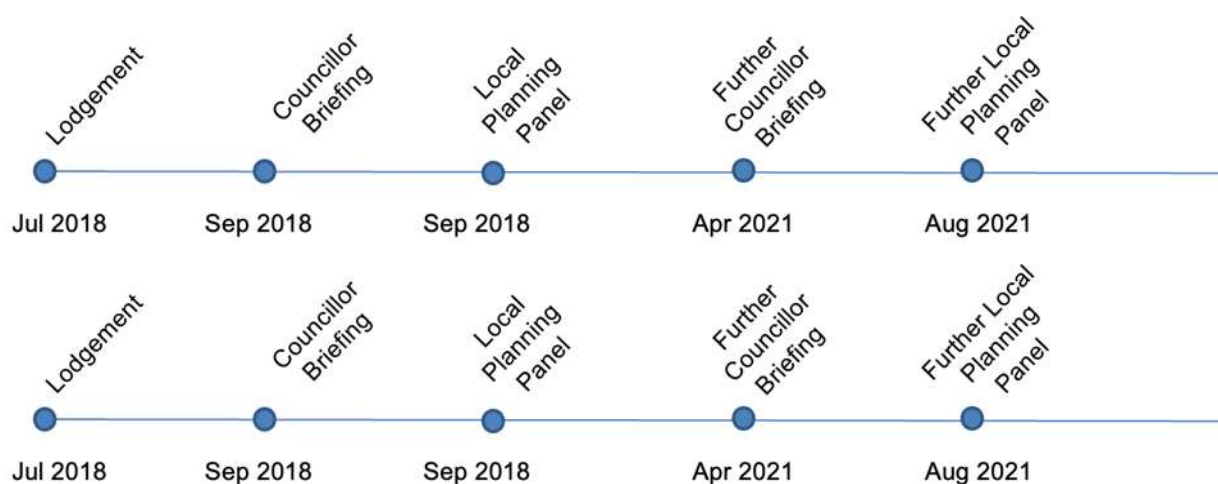 Lodgement
Councillor
Briefing
Local
Planning
Panel
Further
Councillor
Briefing
Further Local
Planning
Panel
Jul 2018
Sep 2018
Sep 2018
Apr 2021
Aug 2021
Lodgement
Councillor
Briefing
Local
Planning
Panel
Further
Councillor
Briefing
Further Local
Planning
Panel
Jul 2018
Sep 2018
Sep 2018
Apr 2021
Aug 2021